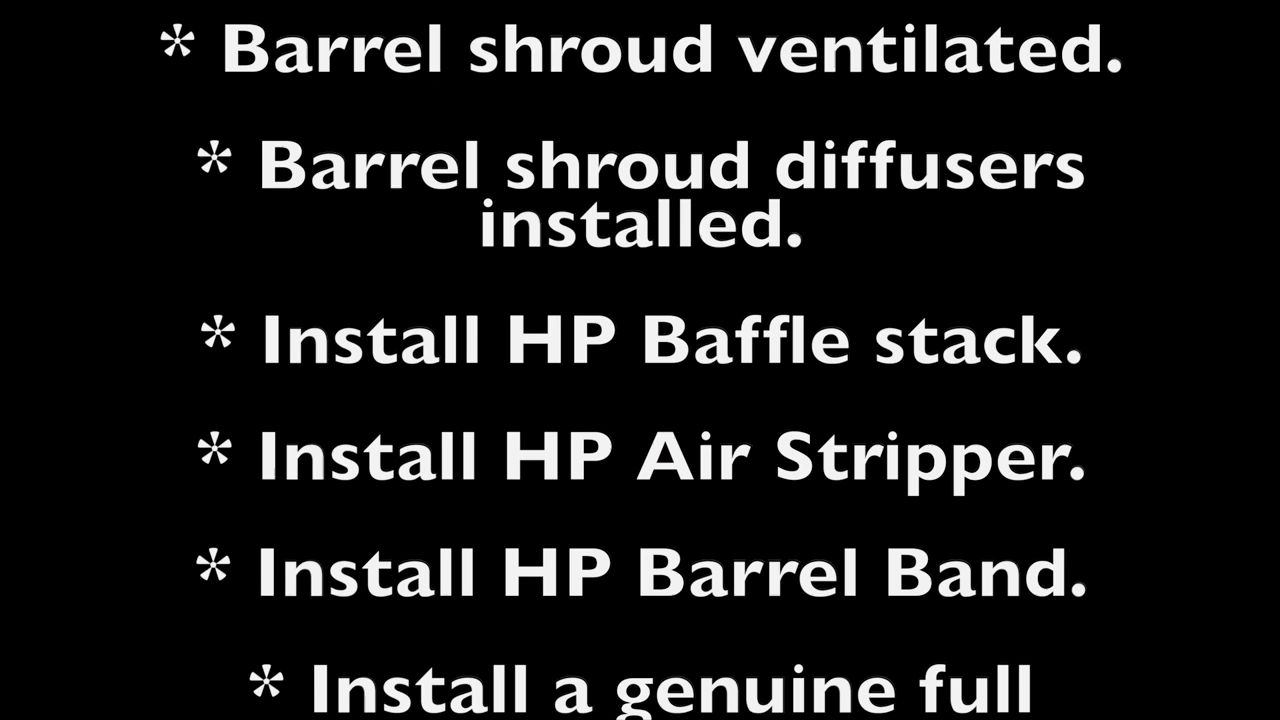 * Barrel shroud ventilated.
* Barrel shroud diffusers
installed.
* Install HP Baffle stack.
* Install HP Air Stripper.
* Install HP Barrel Band.
* Install a genuine full